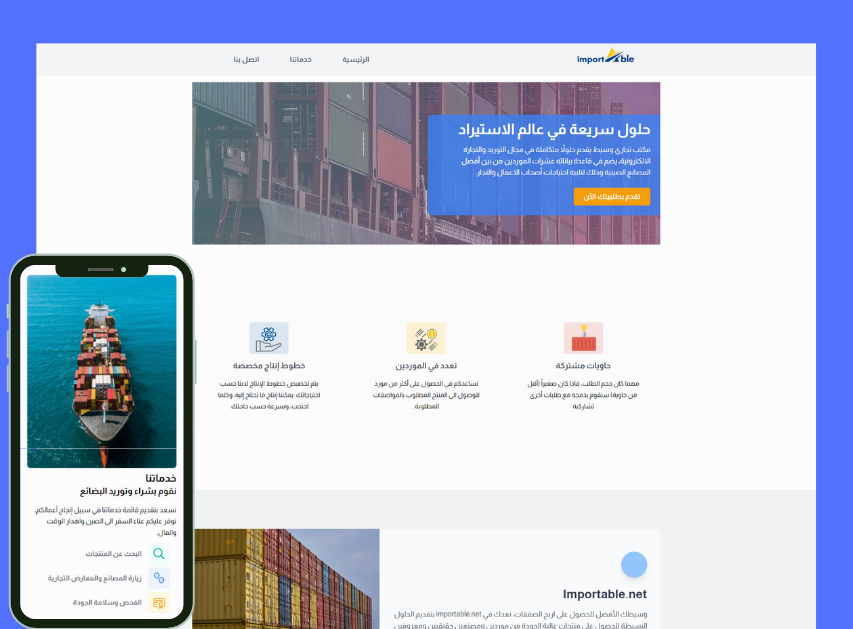 Importable
الرئيسية
خدماتنا
اتصل بنا
حلول سريعة في عالم الاستيراد
مكتب تجاري وسيط يقدم حلولاً متكاملة في مجال التوريد والتجارة
الالكترونية، يضم في قاعدة بياناته عشرات الموردين من بين أفضل
المصانع الصينية وذلك لتلبية احتياجات أصحاب الاعمال والتجار.
تقدم بطلبيتك الآن
حاويات مشتركة
مهما كان حجم الطلب، فاذا كان صغيراً (أقل
من حاوية) سنقوم بدمجه مع طلبات أخرى
تشاركية
تعدد في الموردين
نساعدكم في الحصول على أكثر من مورد
للوصول الى المنتج المطلوب بالمواصفات
المطلوبة.
خطوط إنتاج مخصصة
يتم تخصيص خطوط الإنتاج لدينا حسب
احتياجاتك. يمكننا إنتاج ما تحتاج إليه، وكلما
احتجت، وبسرعة حسب حاجتك.
خدماتنا
نقوم بشراء وتوريد البضائع
نسعد بتقديم قائمة خدماتنا في سبيل إنجاح أعمالكم.
نوفر عليكم عناء السفر الى الصين واهدار الوقت
والمال.
البحث عن المنتجات
زيارة المصانع والمعارض التجارية
الفحص وسلامة الجودة
Importable.net
وسيطك الأفضل للحصول على اربح الصفقات، نعدك في importable.net بتقديم الحلول
البسيطة للحصول على منتجات عالية الجودة من موردين ومصنعين حقيقيين ومعروفين